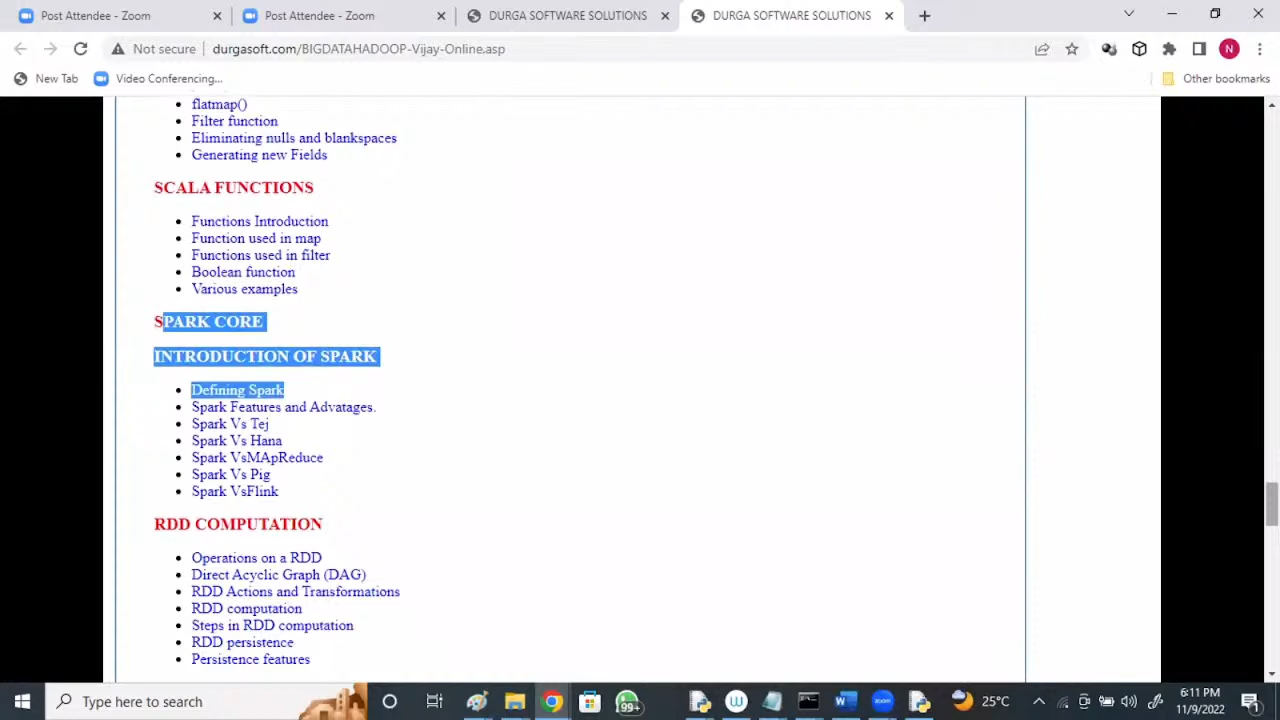 Post Attendee - Zoom
Post Attendee - Zoom
DURGA SOFTWARE SOLUTIONS
DURGA SOFTWARE SOLUTIONS
Not secure
durgasoft.com/BIGDATAHADOOP-Vijay-Online.asp
N
New Tab
Video Conferencing...
Other bookmarks
flatmap()
Filter function
Eliminating nulls and blankspaces
Generating new Fields
SCALA FUNCTIONS
Functions Introduction
Function used in map
Functions used in filter
Boolean function
Various examples
SPARK CORE
INTRODUCTION OF SPARK
Defining Spark
Spark Features and Advatages.
Spark Vs Tej
Spark Vs Hana
Spark VsMApReduce
Spark Vs Pig
Spark VsFlink
RDD COMPUTATION
Operations on a RDD
Direct Acyclic Graph (DAG)
RDD Actions and Transformations
RDD computation
Steps in RDD computation
RDD persistence
Persistence features
Type here to search
99+
W
W
zoom
25°C
6:11 PM
11/9/2022
1